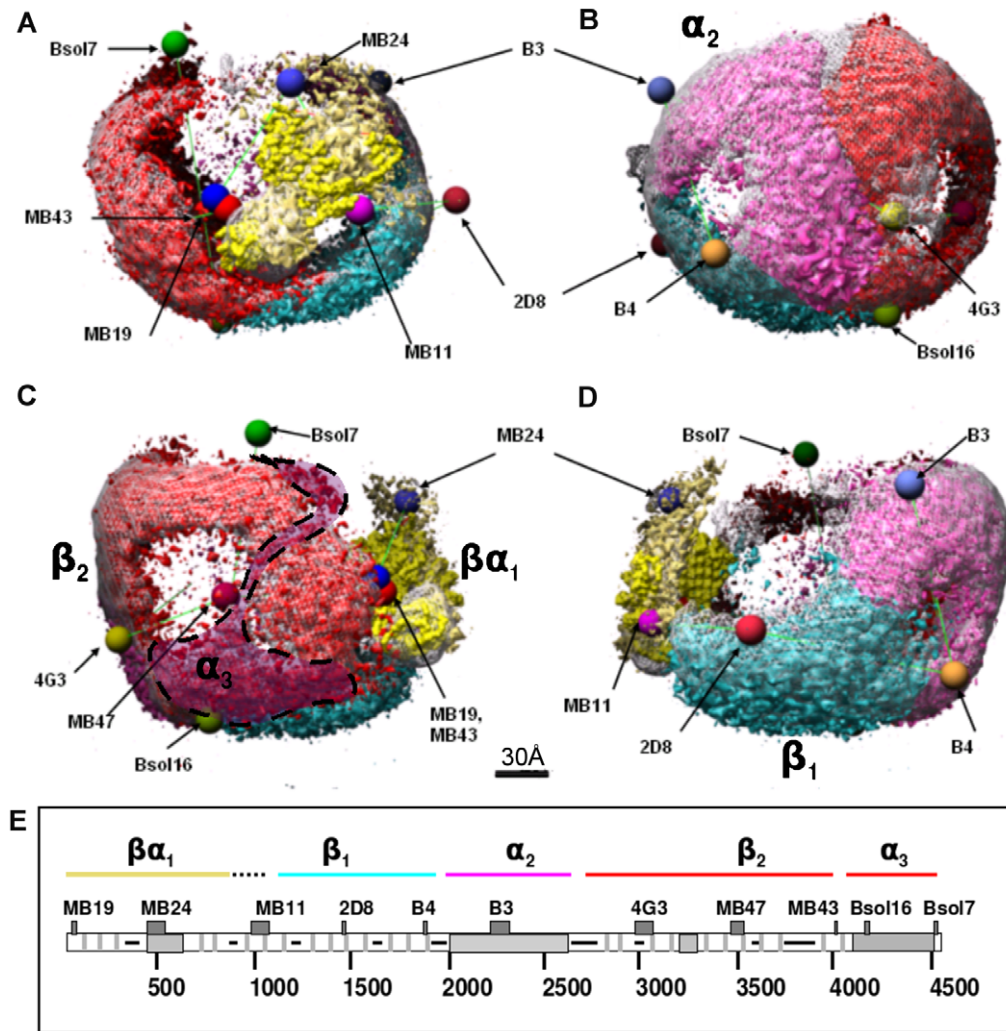 A
B
Bsol7
MB24
α2
B3
MB43
2D8
B4
4G3
MB19
MB11
Bsol16
C
D
Bsol7
MB24
Bsol7
B3
β2
βα1
4G3
α3
MB11
MB47
MB19,
MB43
2D8
B4
Bsol16
30Å
β1
E
βα1 β1 α2 β2 α3
MB19 MB24 MB11 2D8 B4 B3 4G3 MB47 MB43 Bsol16 Bsol7
500 1000 1500 2000 2500 3000 3500 4000 4500